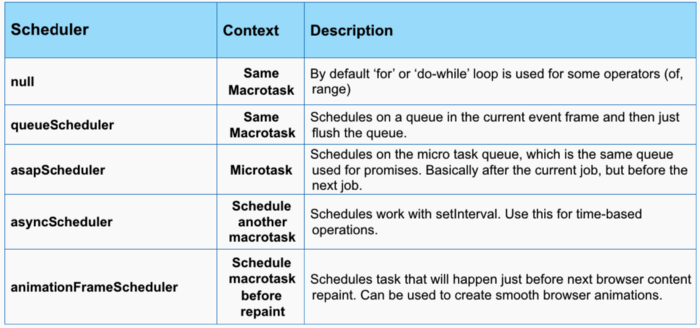 Scheduler Context Description
null
Same
Macrotask
By default ‘for’ or ‘do-while’ loop is used for some operators (of,
range)
queueScheduler
Same
Macrotask
Schedules on a queue in the current event frame and then just
flush the queue.
asapScheduler
Microtask
Schedules on the micro task queue, which is the same queue
used for promises. Basically after the current job, but before the
next job.
asyncScheduler
Schedule
another
macrotask
Schedules work with setInterval. Use this for time-based
operations.
animationFrameScheduler
Schedule
macrotask
before
repaint
Schedules task that will happen just before next browser content
repaint. Can be used to create smooth browser animations.